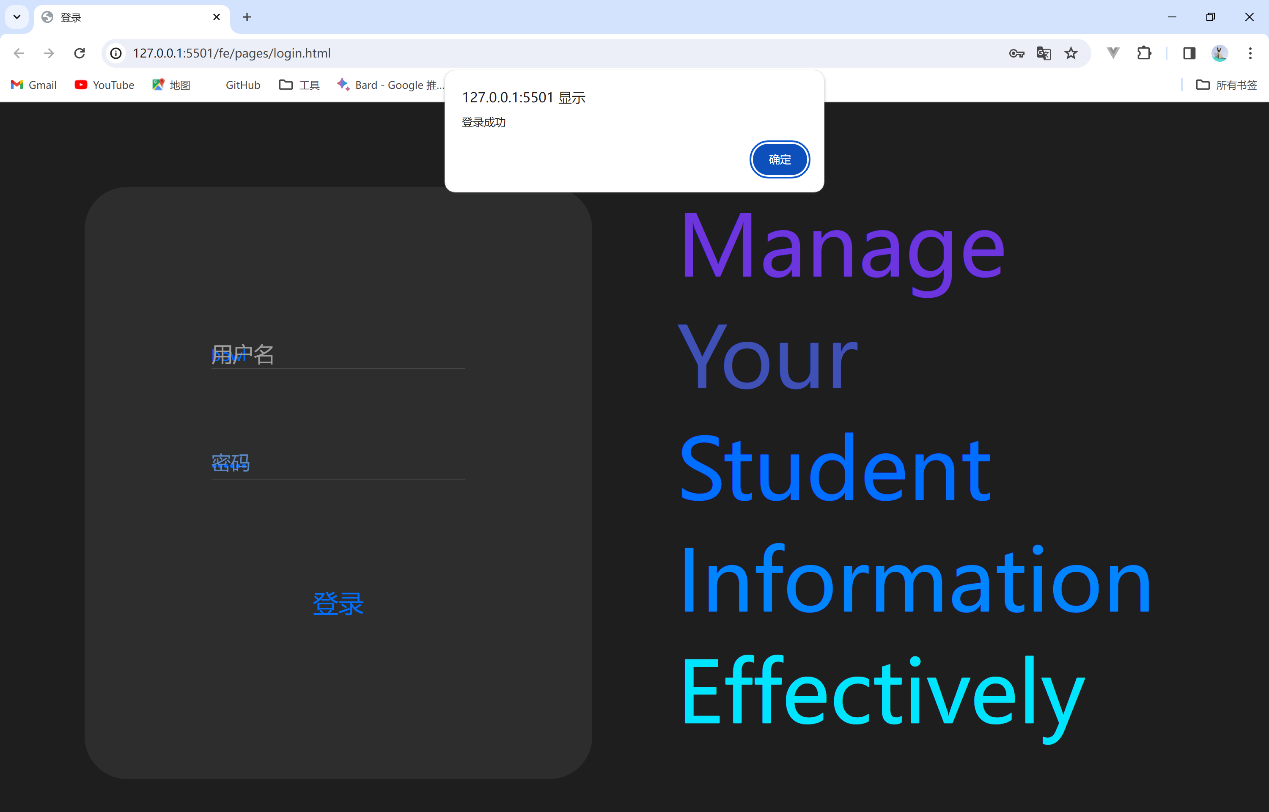 登录
127.0.0.1:5501/fe/pages/login.html
Gmail
YouTube
地图
GitHub
工具
Bard - Google 推...
所有书签
127.0.0.1:5501 显示
登录成功
确定
用户名
密码
登录
Manage
Your
Student
Information
Effectively